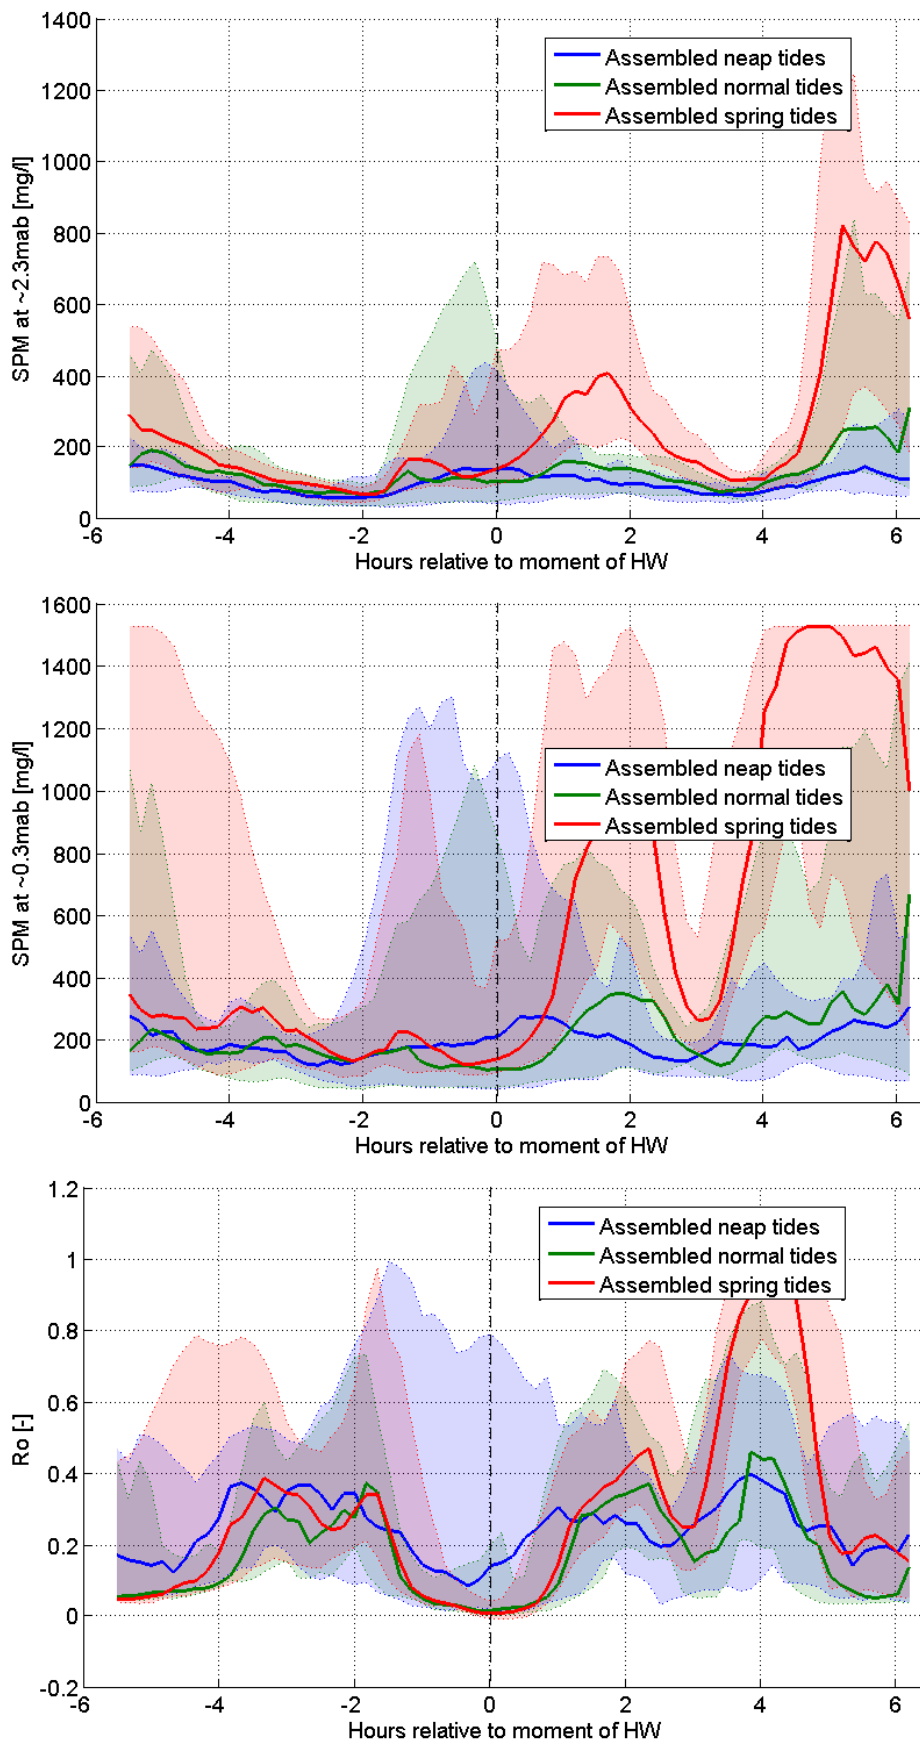 1400
1200
1000
800
600
400
200
0
SPM at ~2.3mab [mg/l]
Assembled neap tides
Assembled normal tides
Assembled spring tides
-6 -4 -2 0 2 4 6
Hours relative to moment of HW
1600
1400
1200
1000
800
600
400
200
0
SPM at ~0.3mab [mg/l]
Assembled neap tides
Assembled normal tides
Assembled spring tides
-6 -4 -2 0 2 4 6
Hours relative to moment of HW
1.2
1
0.8
0.6
0.4
0.2
0
-0.2
Ro [-]
Assembled neap tides
Assembled normal tides
Assembled spring tides
-6 -4 -2 0 2 4 6
Hours relative to moment of HW